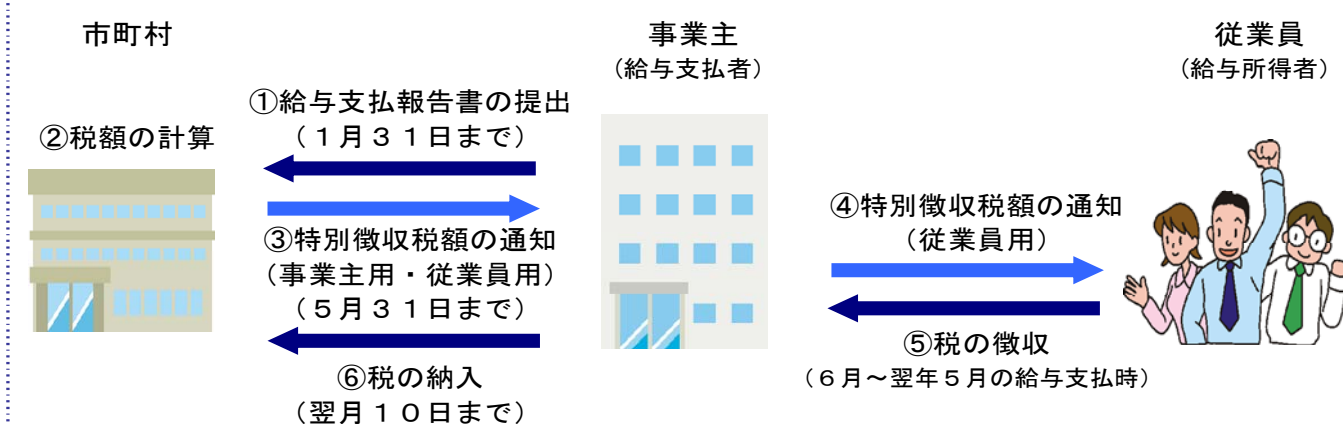 市町村
事業主
(給与支払者)
従業員
(給与所得者)
①給与支払報告書の提出
(1月31日まで)
②税額の計算
③特別徴収税額の通知
(事業主用・従業員用)
(5月31日まで)
④特別徴収税額の通知
(従業員用)
⑤税の徴収
(6月~翌年5月の給与支払時)
⑥税の納入
(翌月10日まで)